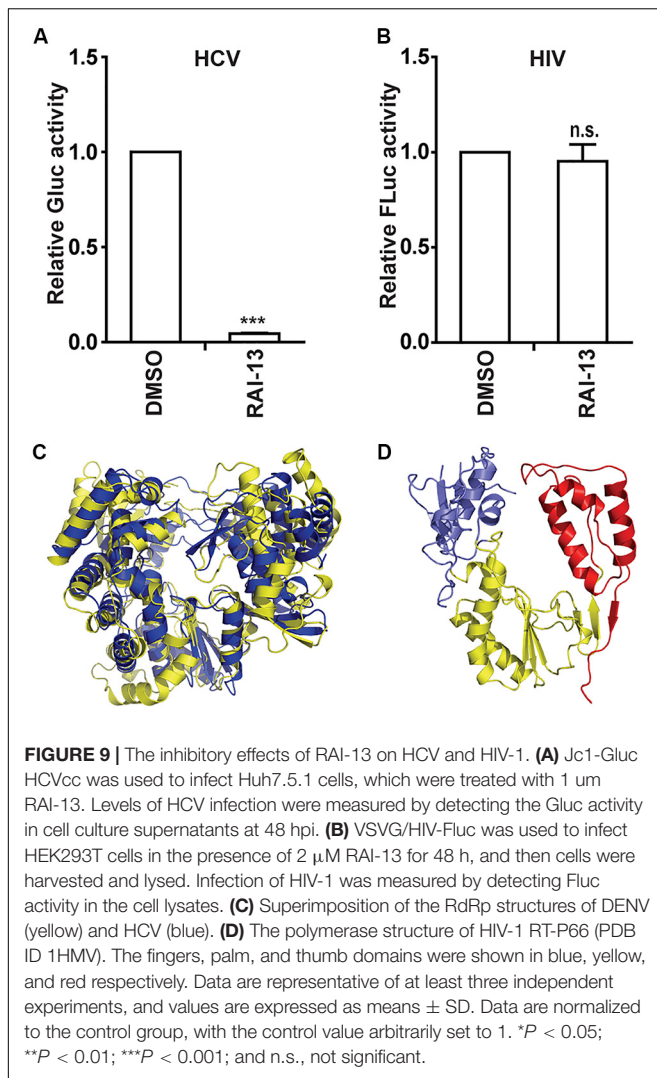 A
HCV
Relative Gluc activity
1.5
1.0
0.5
0.0
***
DMSO
RAI-13
B
HIV
Relative FLuc activity
1.5
1.0
0.5
0.0
n.s.
DMSO
RAI-13
C
D
FIGURE 9 | The inhibitory effects of RAI-13 on HCV and HIV-1. (A) Jc1-Gluc
HCVcc was used to infect Huh7.5.1 cells, which were treated with 1 um
RAI-13. Levels of HCV infection were measured by detecting the Gluc activity
in cell culture supernatants at 48 hpi. (B) VSVG/HIV-Fluc was used to infect
HEK293T cells in the presence of 2 μM RAI-13 for 48 h, and then cells were
harvested and lysed. Infection of HIV-1 was measured by detecting Fluc
activity in the cell lysates. (C) Superimposition of the RdRp structures of DENV
(yellow) and HCV (blue). (D) The polymerase structure of HIV-1 RT-P66 (PDB
ID 1HMV). The fingers, palm, and thumb domains were shown in blue, yellow,
and red respectively. Data are representative of at least three independent
experiments, and values are expressed as means ± SD. Data are normalized
to the control group, with the control value arbitrarily set to 1. *P < 0.05;
**P < 0.01; ***P < 0.001; and n.s., not significant.